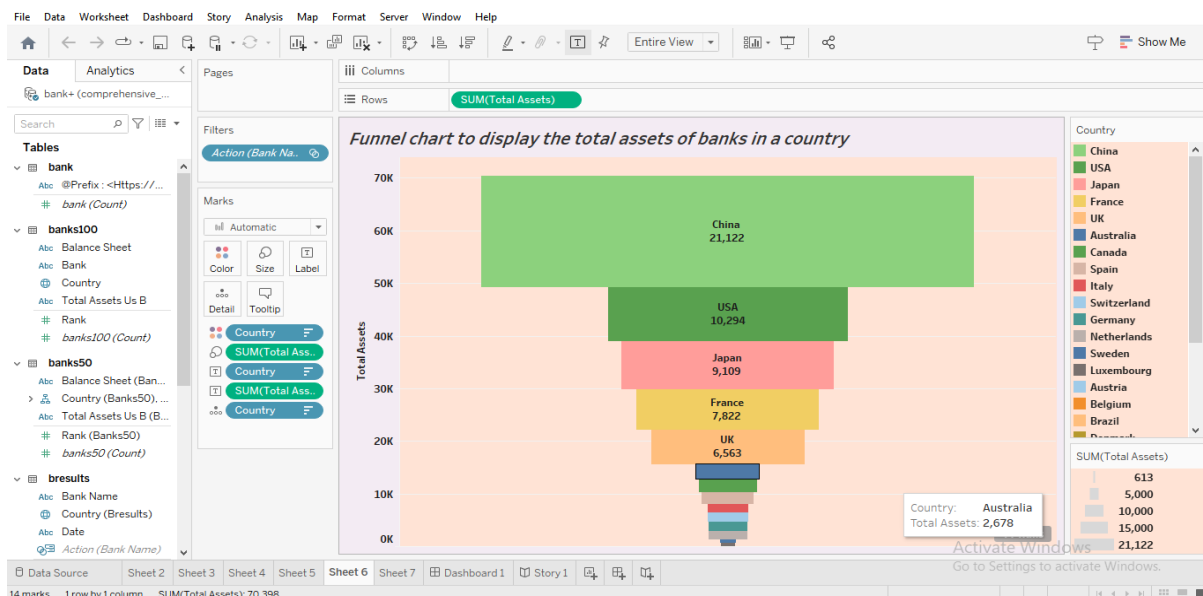 File Data Worksheet Dashboard Story Analysis Map Format Server Window Help
Entire View
Show Me
Data Analytics
bank+ (comprehensive_...
Search
Tables
bank
Abc @Prefix : <Https://...
# bank (Count)
banks100
Abc Balance Sheet
Abc Bank
Country
Abc Total Assets Us B
# Rank
# banks100 (Count)
banks50
Abc Balance Sheet (Ban...
Country (Banks50), ...
Abc Total Assets Us B (B...
# Rank (Banks50)
# banks50 (Count)
bresults
Abc Bank Name
Country (Bresults)
Abc Date
Action (Bank Name)
Pages
Filters
Action (Bank Na..
Marks
Automatic
Color Size Label
Detail Tooltip
Country
SUM(Total Ass..
Country
SUM(Total Ass..
Country
Columns
Rows SUM(Total Assets)
Funnel chart to display the total assets of banks in a country
Total Assets
70K
60K
50K
40K
30K
20K
10K
0K
China
21,122
USA
10,294
Japan
9,109
France
7,822
UK
6,563
Country: Australia
Total Assets: 2,678
Country
China
USA
Japan
France
UK
Australia
Canada
Spain
Italy
Switzerland
Germany
Netherlands
Sweden
Luxembourg
Austria
Belgium
Brazil
Denmark
SUM(Total Assets)
613
5,000
10,000
15,000
21,122
Activate Windows
Go to Settings to activate Windows.
Data Source Sheet 2 Sheet 3 Sheet 4 Sheet 5 Sheet 6 Sheet 7 Dashboard 1 Story 1
14 marks 1 row by 1 column SUM(Total Assets): 70,398